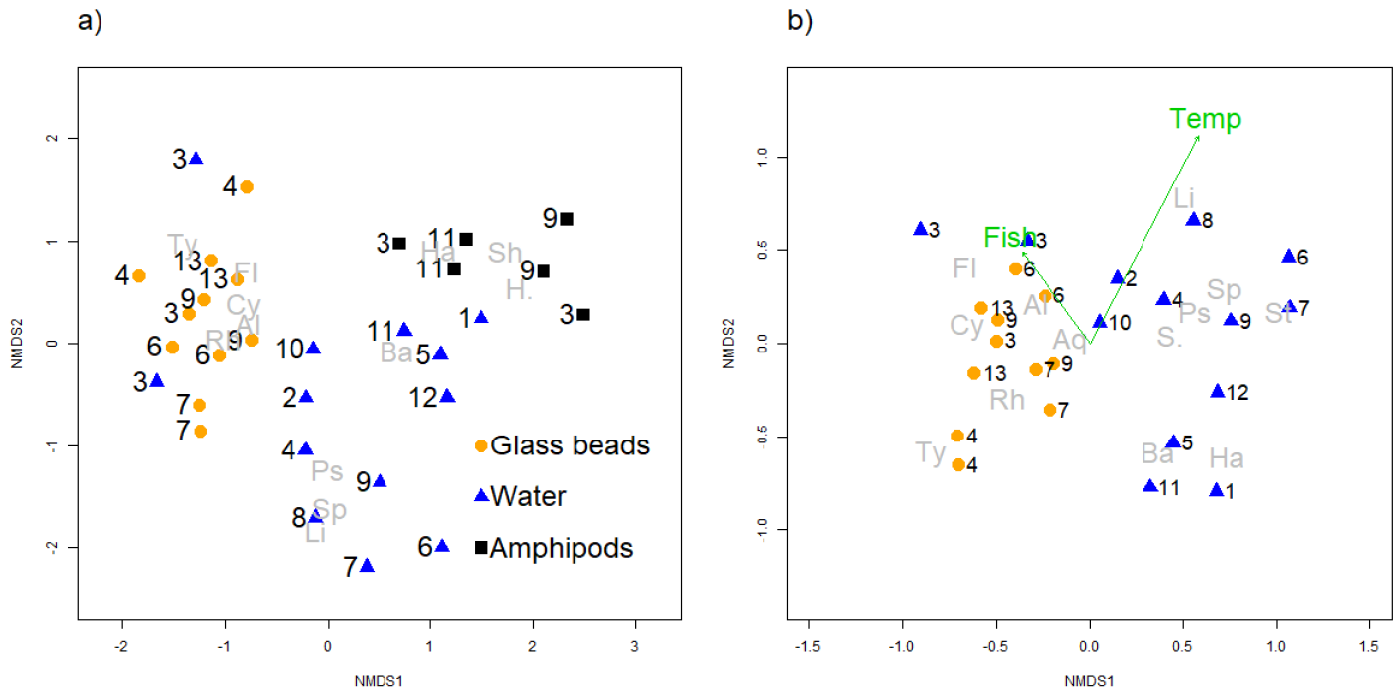 a)
b)
NMDS2
2
1
0
-1
-2
3
4
Ty
13
Fl
13
4
9
Cy
3
Al
Rh
9
6
6
3
7
7
9
11
3
Ha
Sh
11
9
H.
3
1
11
10
Ba
5
2
12
4
Ps
9
Sp
8
Li
6
7
Glass beads
Water
Amphipods
-2
-1
0
1
2
3
NMDS1
NMDS2
1.0
0.5
0.0
-0.5
-1.0
Temp
Li
8
3
Fish
3
6
Fl
6
2
6
Al
4
Sp
13
Ps
St
7
Cy
9
10
9
3
Aq
S.
9
13
7
Rh
12
7
4
5
Ty
Ba
Ha
4
11
1
-1.5
-1.0
-0.5
0.0
0.5
1.0
1.5
NMDS1